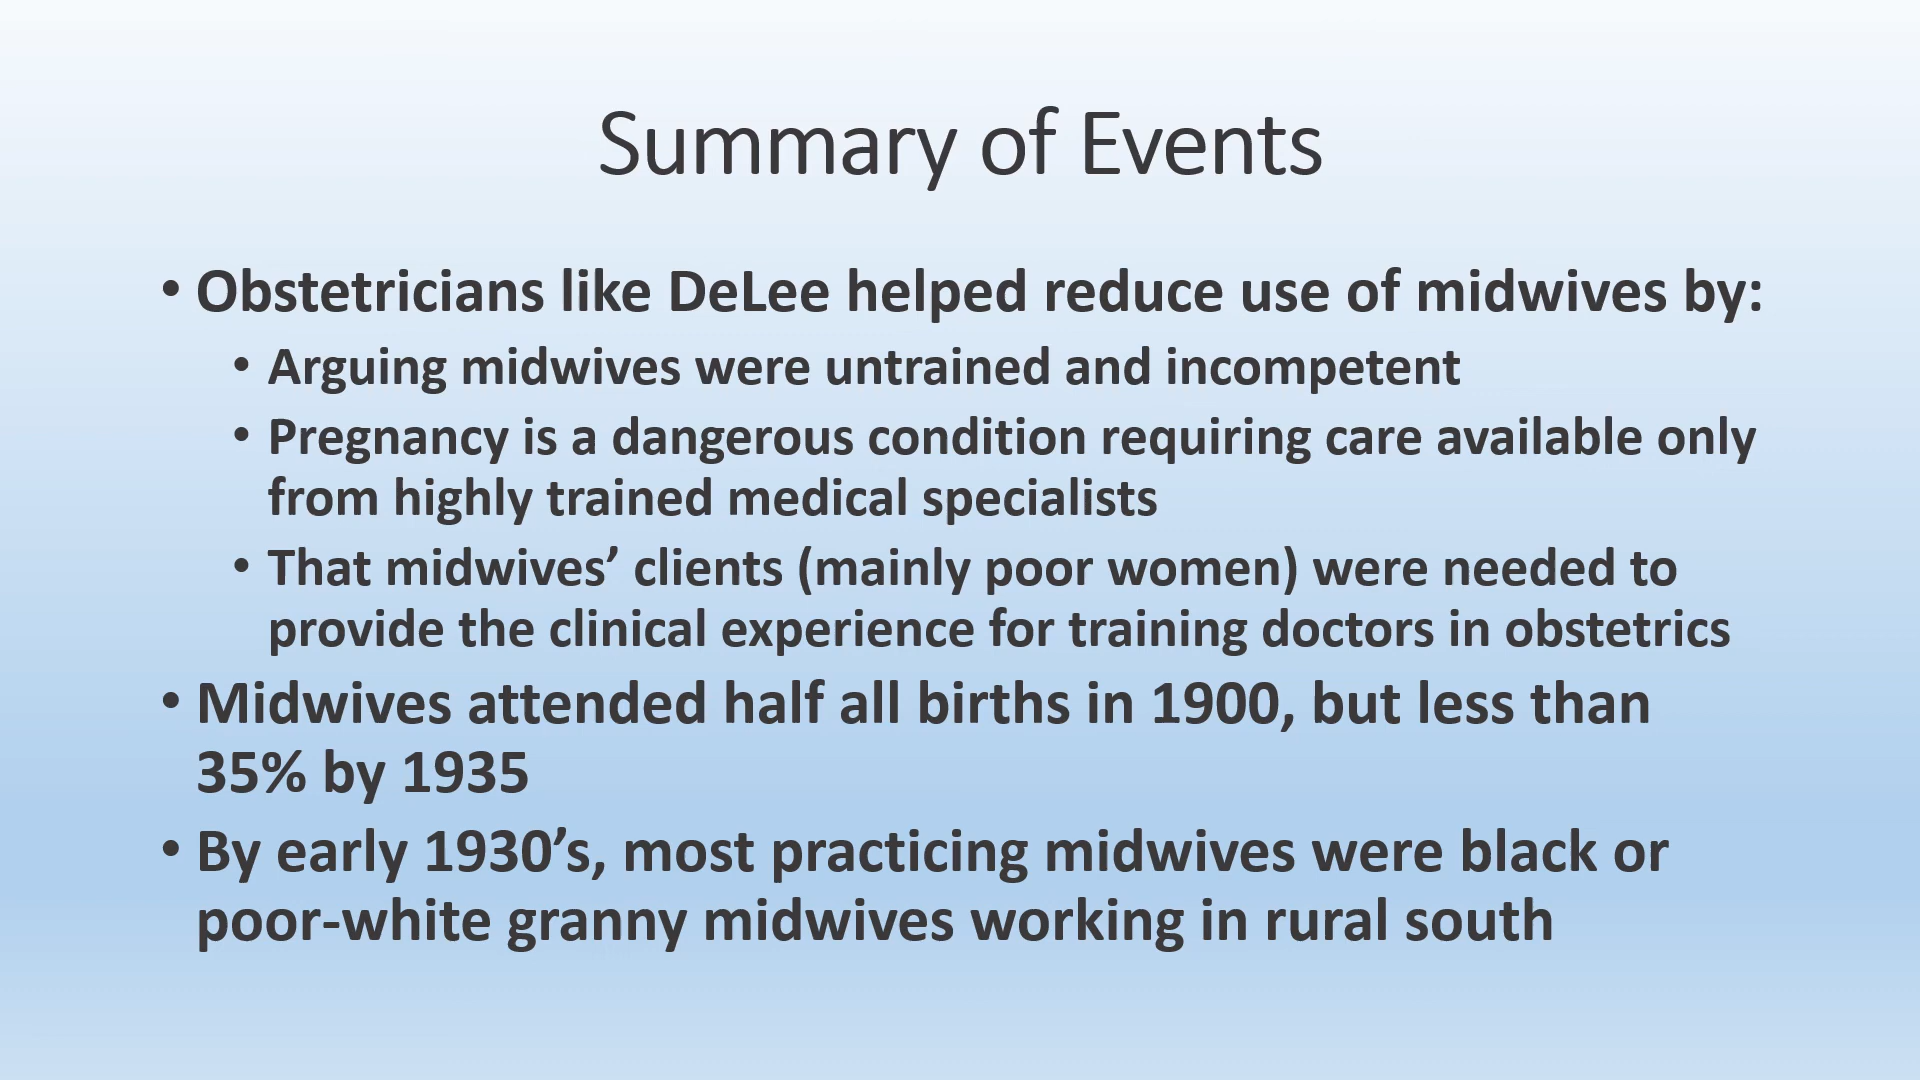 Summary of Events
• Obstetricians like DeLee helped reduce use of midwives by:
• Arguing midwives were untrained and incompetent
• Pregnancy is a dangerous condition requiring care available only
from highly trained medical specialists
• That midwives’ clients (mainly poor women) were needed to
provide the clinical experience for training doctors in obstetrics
• Midwives attended half all births in 1900, but less than
35% by 1935
• By early 1930’s, most practicing midwives were black or
poor-white granny midwives working in rural south